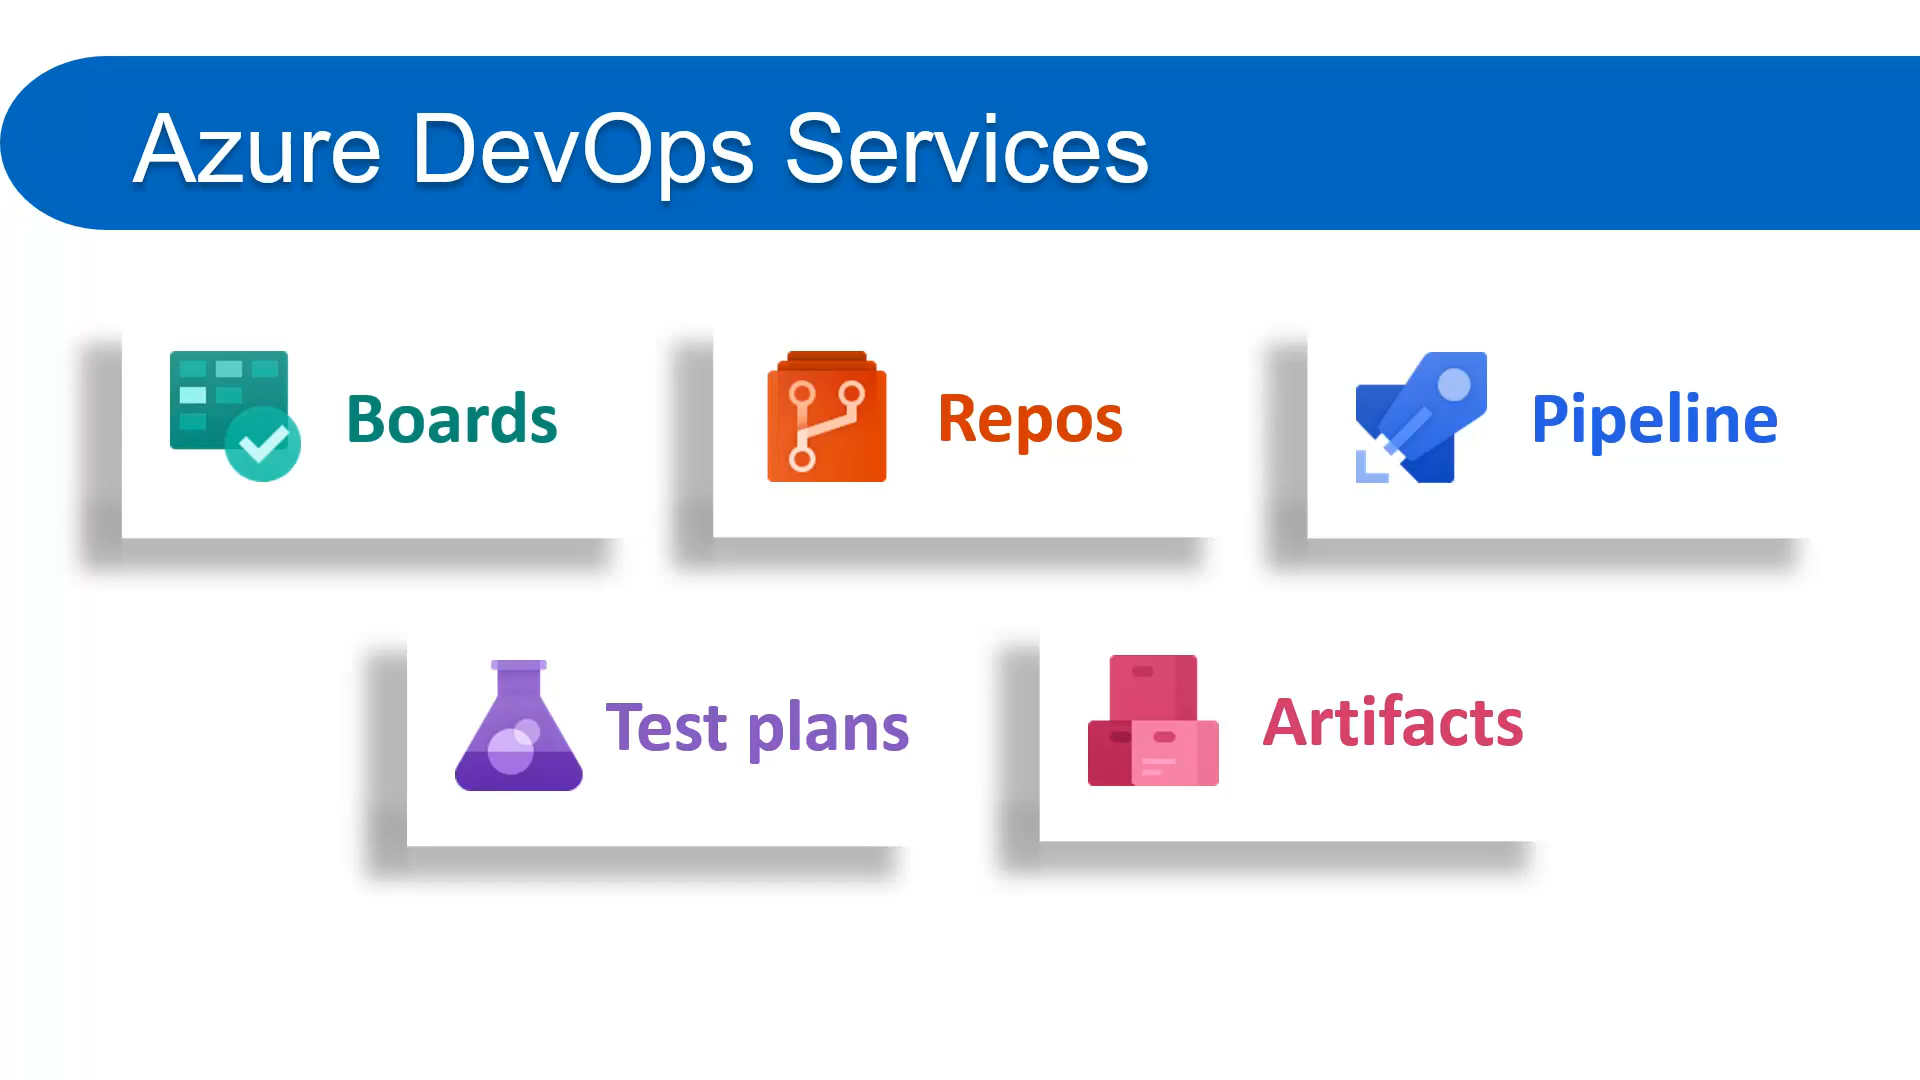 Azure DevOps Services
Boards
Repos
Pipeline
Test plans
Artifacts